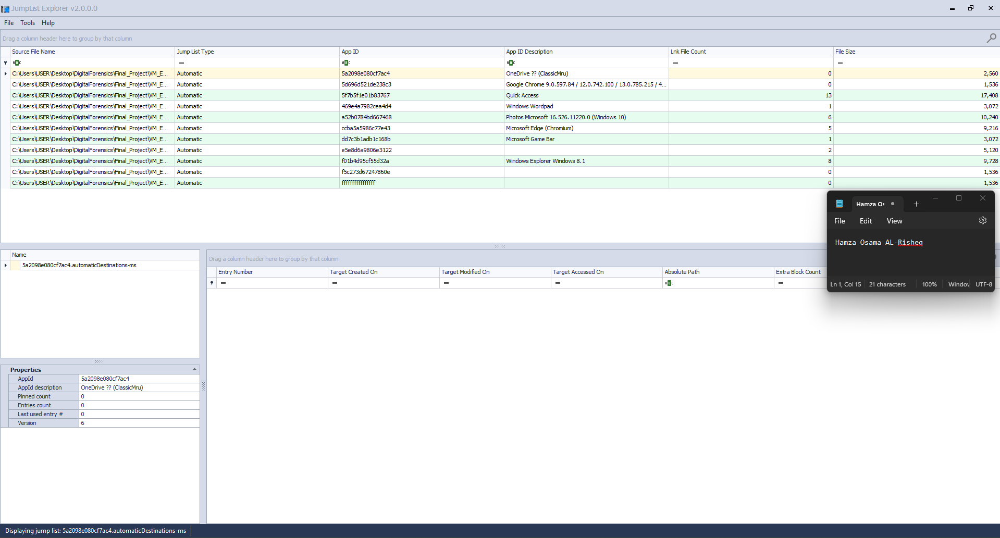 JumpList Explorer v2.0.0.0
File Tools Help
Drag a column header here to group by that column
Source File Name Jump List Type App ID App ID Description Lnk File Count File Size
C:\Users\USER\Desktop\DigitalForensics\Final_Project\VM_E... Automatic 5a2098e080cf7ac4 OneDrive ?? (ClassicMru) 0 2,560
C:\Users\USER\Desktop\DigitalForensics\Final_Project\VM_E... Automatic 5d696d521de238c3 Google Chrome 9.0.597.84 / 12.0.742.100 / 13.0.785.215 / 4... 0 1,536
C:\Users\USER\Desktop\DigitalForensics\Final_Project\VM_E... Automatic 5f7b5f1e01b83767 Quick Access 13 17,408
C:\Users\USER\Desktop\DigitalForensics\Final_Project\VM_E... Automatic 469e4a7982cea4d4 Windows Wordpad 1 3,072
C:\Users\USER\Desktop\DigitalForensics\Final_Project\VM_E... Automatic a52b0784bd667468 Photos Microsoft 16.526.11220.0 (Windows 10) 6 10,240
C:\Users\USER\Desktop\DigitalForensics\Final_Project\VM_E... Automatic ccba5a5986c77e43 Microsoft Edge (Chromium) 5 9,216
C:\Users\USER\Desktop\DigitalForensics\Final_Project\VM_E... Automatic dd7c3b1adb1c168b Microsoft Game Bar 1 3,072
C:\Users\USER\Desktop\DigitalForensics\Final_Project\VM_E... Automatic e5e8d6a9806e3122 2 5,120
C:\Users\USER\Desktop\DigitalForensics\Final_Project\VM_E... Automatic f01b4d95cf55d32a Windows Explorer Windows 8.1 8 9,728
C:\Users\USER\Desktop\DigitalForensics\Final_Project\VM_E... Automatic f5c273d67247860e 0 1,536
C:\Users\USER\Desktop\DigitalForensics\Final_Project\VM_E... Automatic ffffffffffffffff 0 1,536
Hamza Os
File Edit View
Hamza Osama AL-Risheq
Ln 1, Col 15 21 characters 100% Window UTF-8
Name
5a2098e080cf7ac4.automaticDestinations-ms
Drag a column header here to group by that column
Entry Number Target Created On Target Modified On Target Accessed On Absolute Path Extra Block Count
Properties
AppId 5a2098e080cf7ac4
AppId description OneDrive ?? (ClassicMru)
Pinned count 0
Entries count 0
Last used entry # 0
Version 6
Displaying jump list: 5a2098e080cf7ac4.automaticDestinations-ms